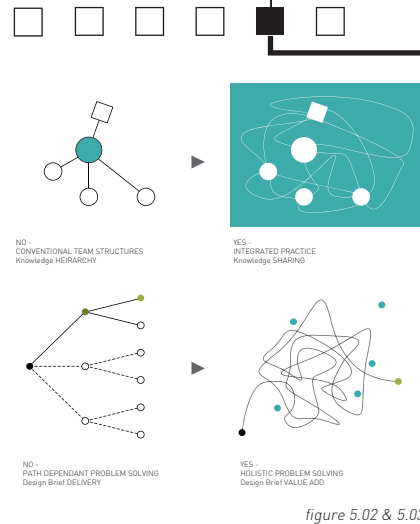 NO -
CONVENTIONAL TEAM STRUCTURES
Knowledge HEIRARCHY
YES -
INTEGRATED PRACTICE
Knowledge SHARING
NO -
PATH DEPENDANT PROBLEM SOLVING
Design Brief DELIVERY
YES -
HOLISTIC PROBLEM SOLVING
Design Brief VALUE ADD
figure 5.02 & 5.03